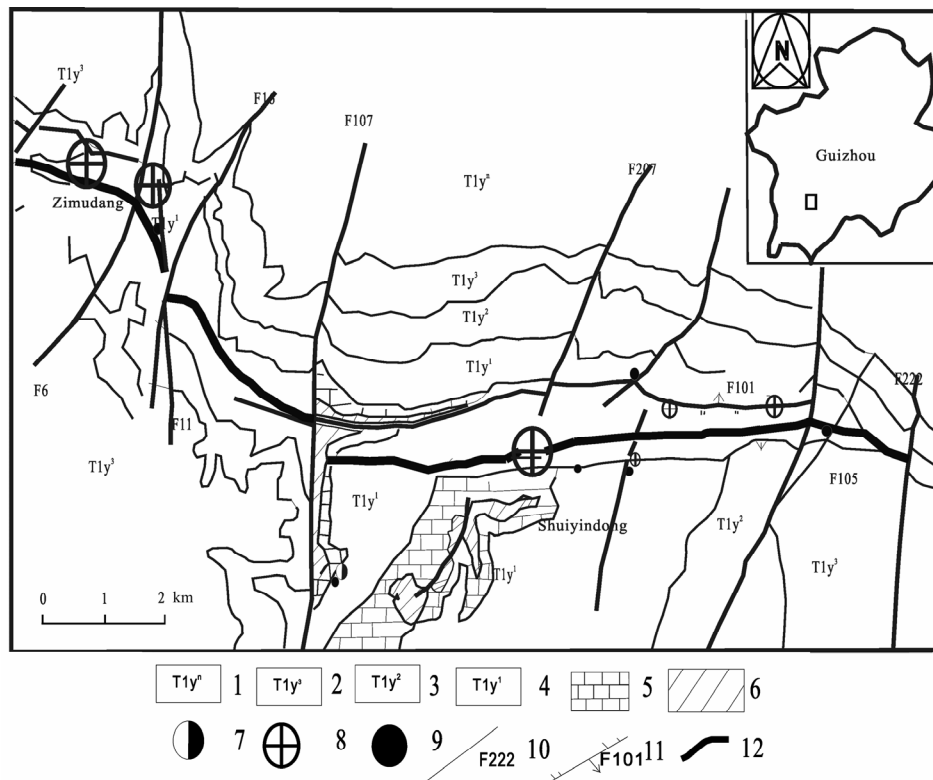 N
T1y³
F16
F107
Guizhou
T1yⁿ
F207
Zimudang
T1y¹
T1y³
T1y²
T1y¹
F6
F101
F222
F11
T1y³
F105
T1y¹
Shuiyindong
T1y²
T1y¹
T1y³
0 1 2 km
T1yⁿ 1 T1y³ 2 T1y² 3 T1y¹ 4 5 6
7 8 9 F222 10 F101 11 12